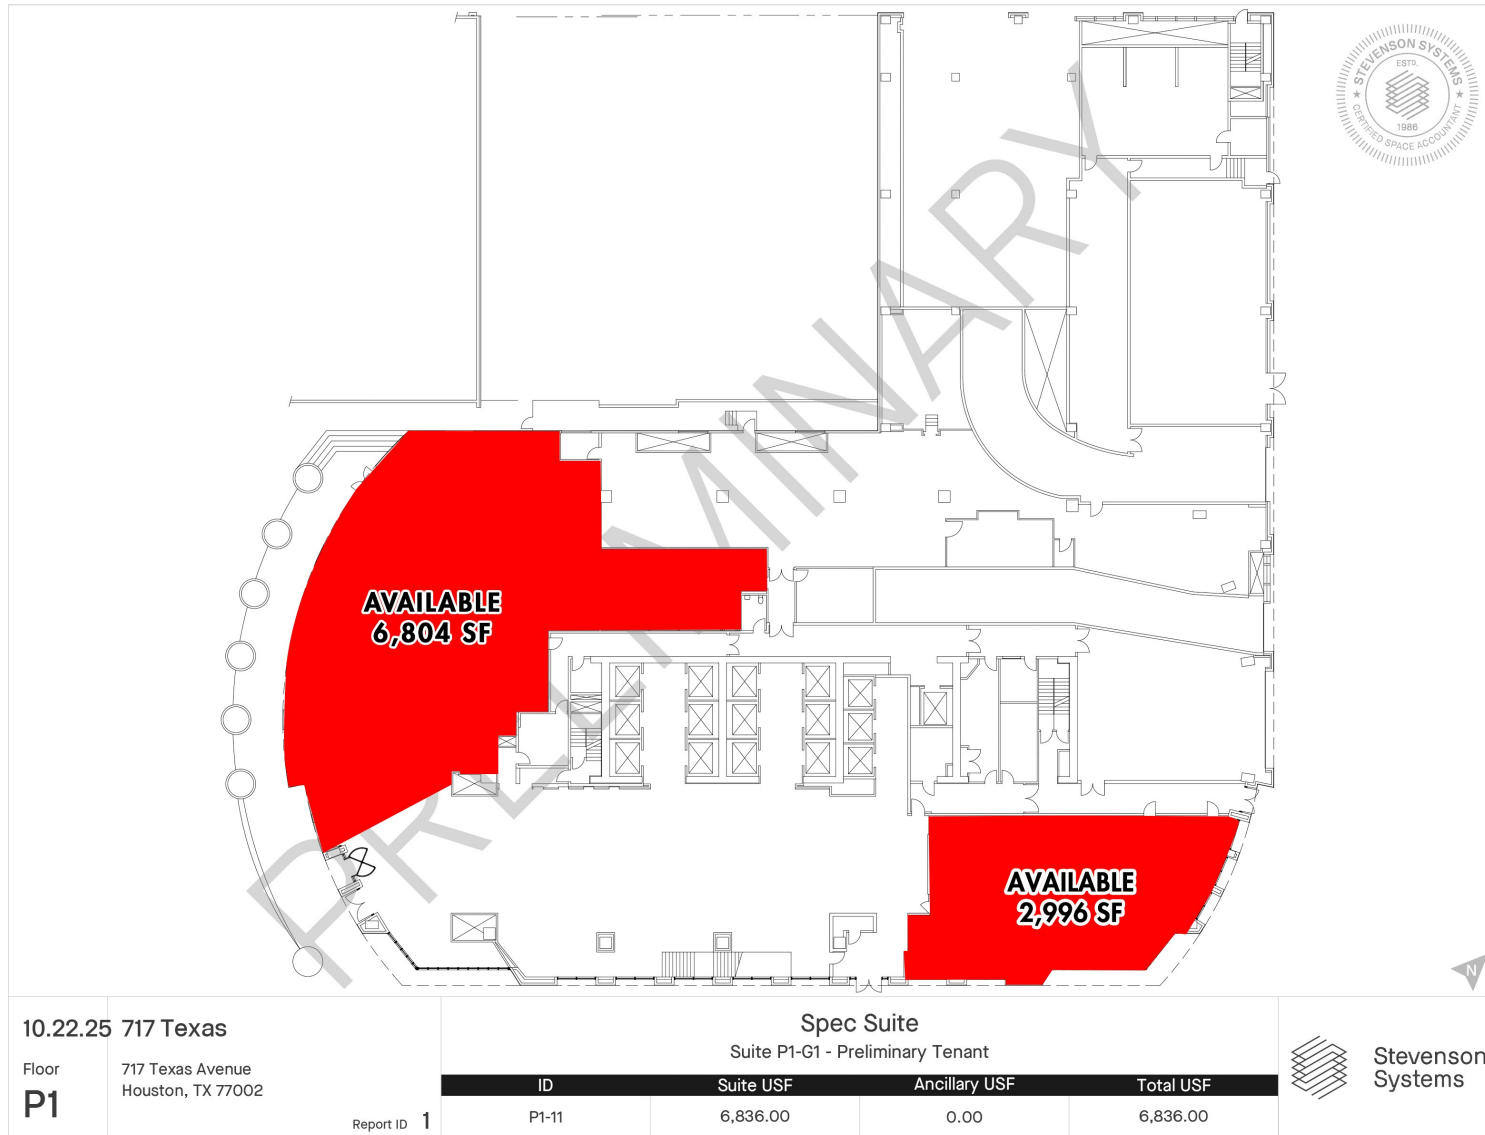 STEVENSON SYSTEMS
ESTD.
1986
★ CERTIFIED SPACE ACCOUNTANT ★
PRELIMINARY
AVAILABLE
6,804 SF
AVAILABLE
2,996 SF
N
10.22.25
717 Texas
Floor
P1
717 Texas Avenue
Houston, TX 77002
Report ID 1
Spec Suite
Suite P1-G1 - Preliminary Tenant
ID Suite USF Ancillary USF Total USF
P1-11 6,836.00 0.00 6,836.00
Stevenson
Systems